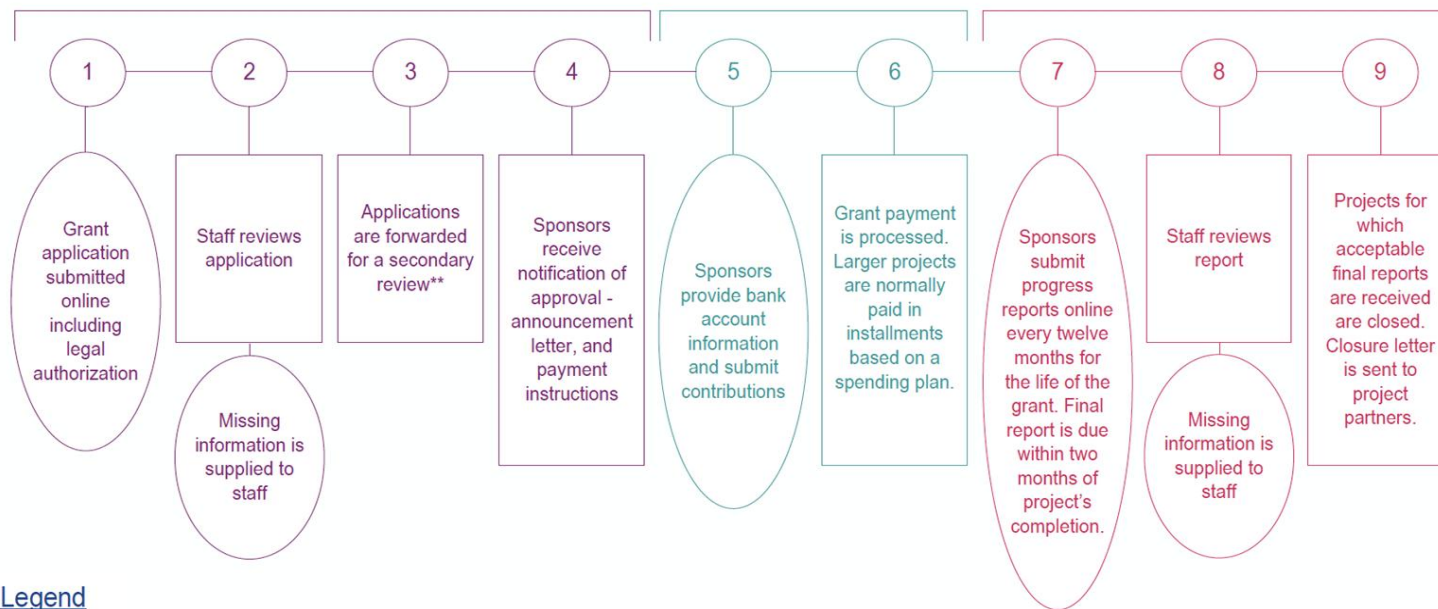 1
2
3
4
5
6
7
8
9
Grant
application
submitted
online
including
legal
authorization
Staff reviews
application
Missing
information is
supplied to
staff
Applications
are forwarded
for a secondary
review**
Sponsors
receive
notification of
approval -
announcement
letter, and
payment
instructions
Sponsors
provide bank
account
information
and submit
contributions
Grant payment
is processed.
Larger projects
are normally
paid in
installments
based on a
spending plan.
Sponsors
submit
progress
reports online
every twelve
months for
the life of the
grant. Final
report is due
within two
months of
project's
completion.
Staff reviews
report
Missing
information is
supplied to
staff
Projects for
which
acceptable
final reports
are received
are closed.
Closure letter
is sent to
project
partners.
Legend